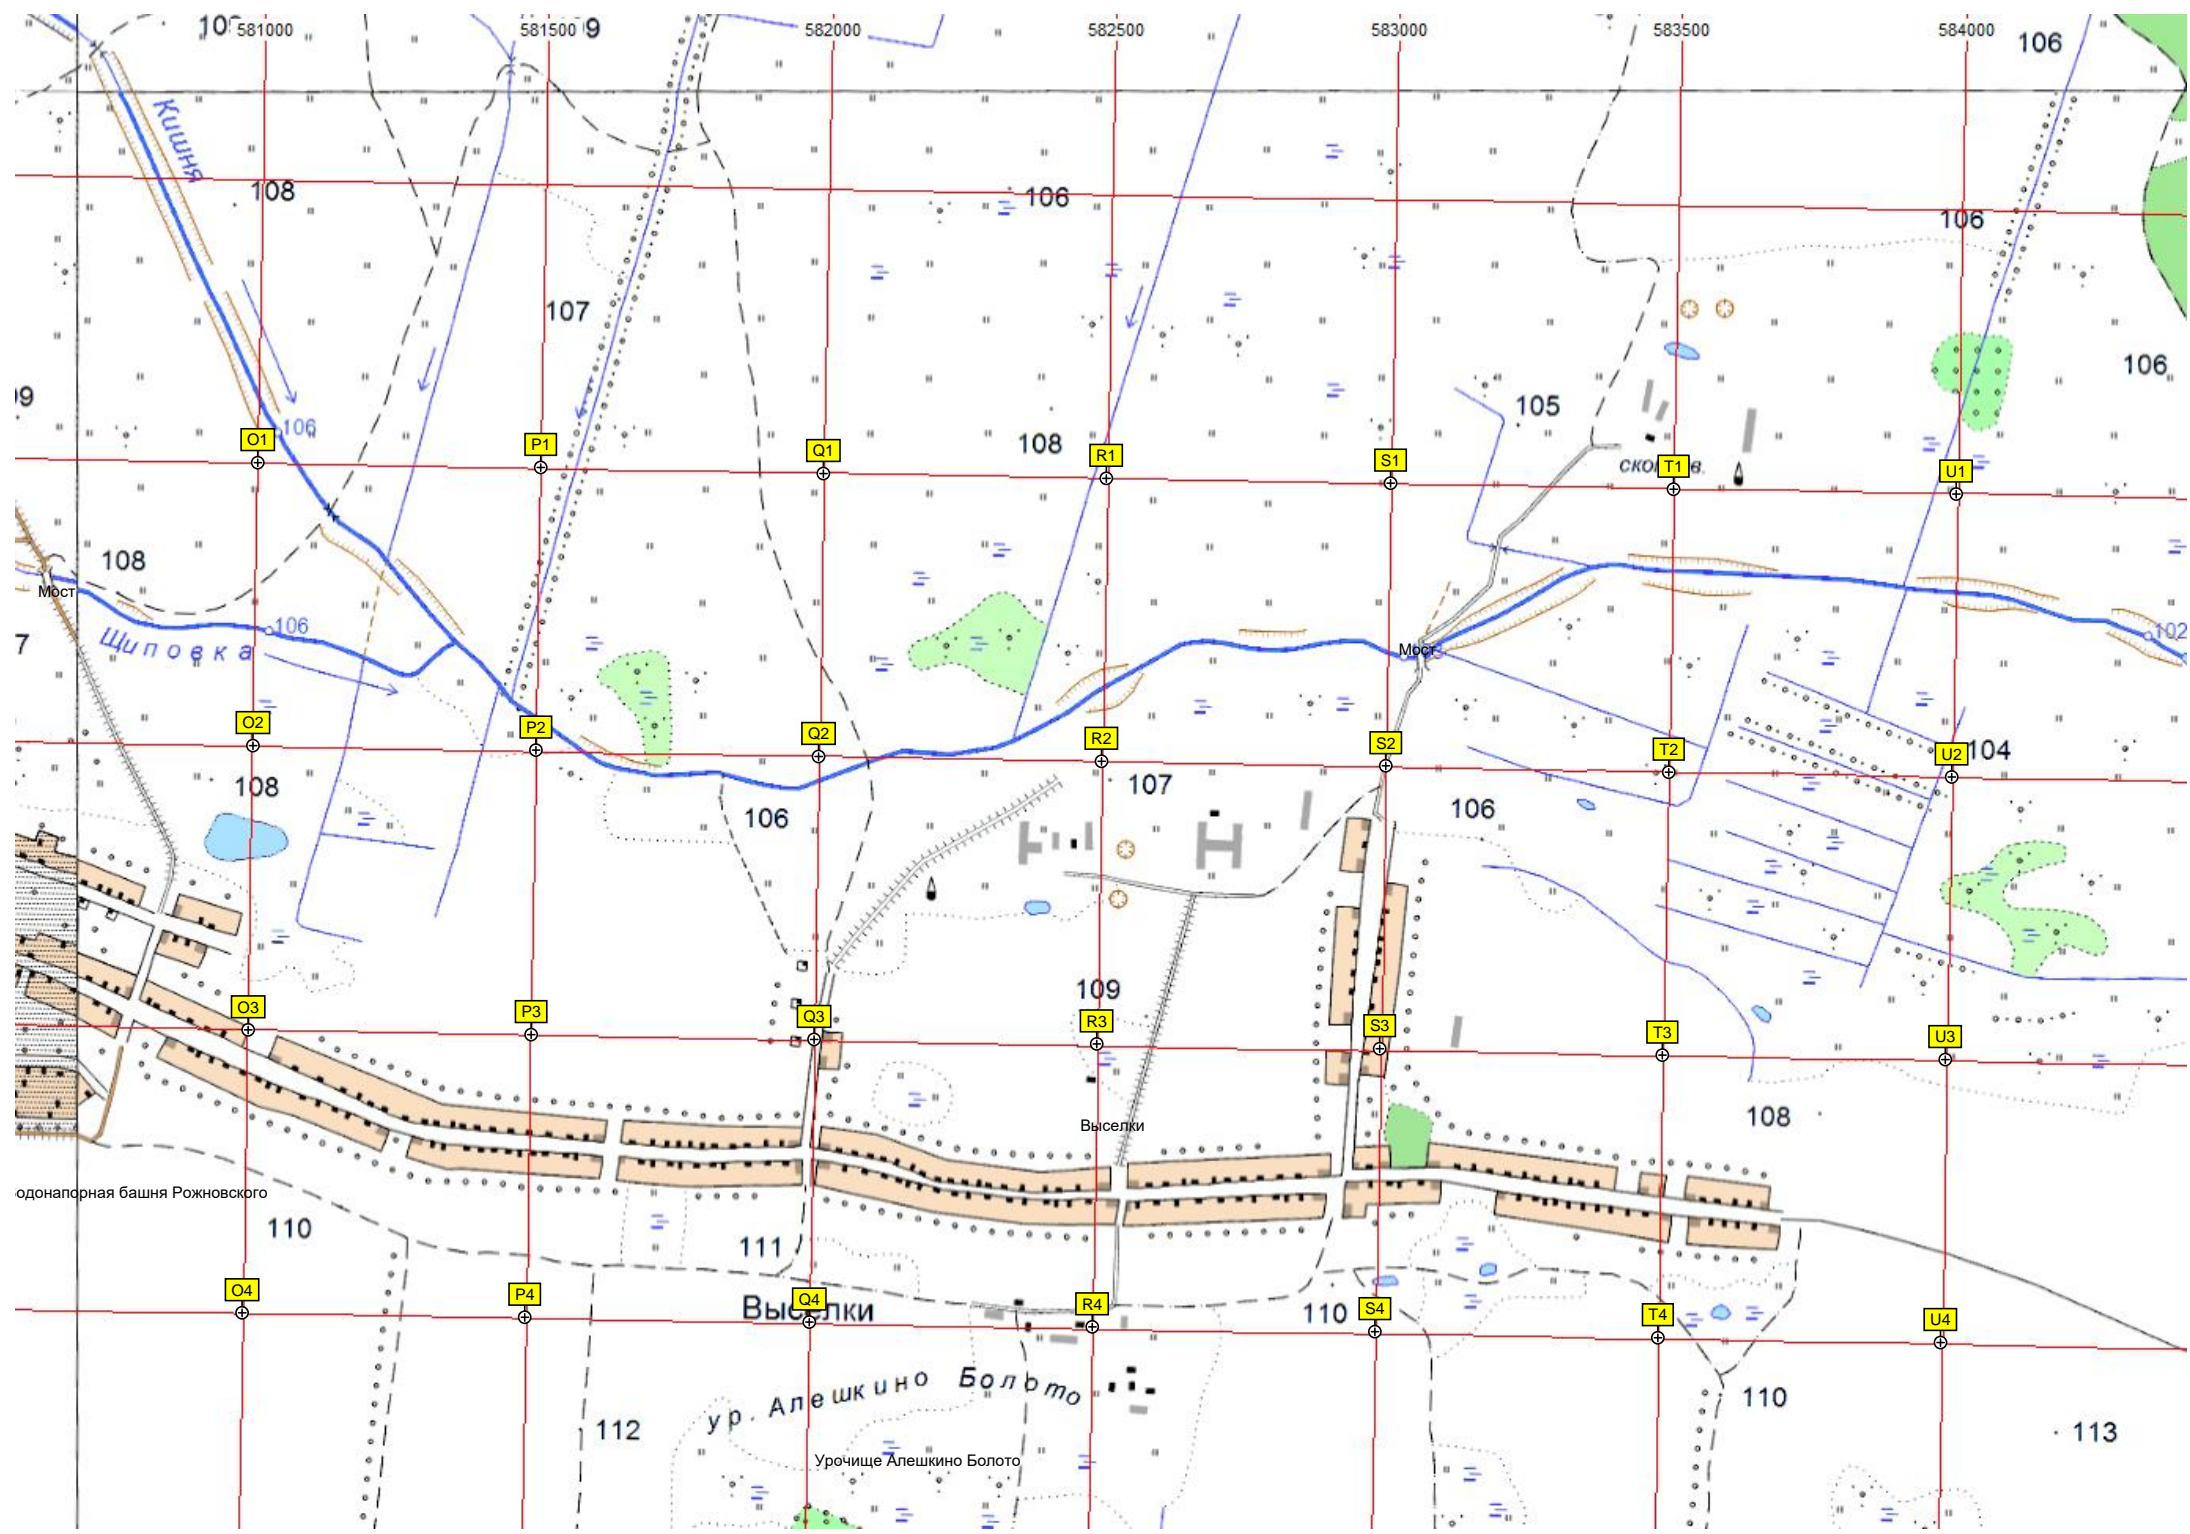 581000
581500
582000
582500
583000
583500
584000
106
Кишня
108
106
106
107
106
105
108
106
O1
P1
Q1
R1
S1
T1
U1
108
Мост
106
Щиповка
Мост
102
O2
P2
Q2
R2
S2
T2
U2
104
108
106
107
106
109
O3
P3
Q3
R3
S3
T3
U3
108
Выселки
одонапорная башня Рожновского
110
111
O4
P4
Q4
R4
S4
T4
U4
Выселки
110
ур. Алешкино Болото
110
112
113
Урочище Алешкино Болото